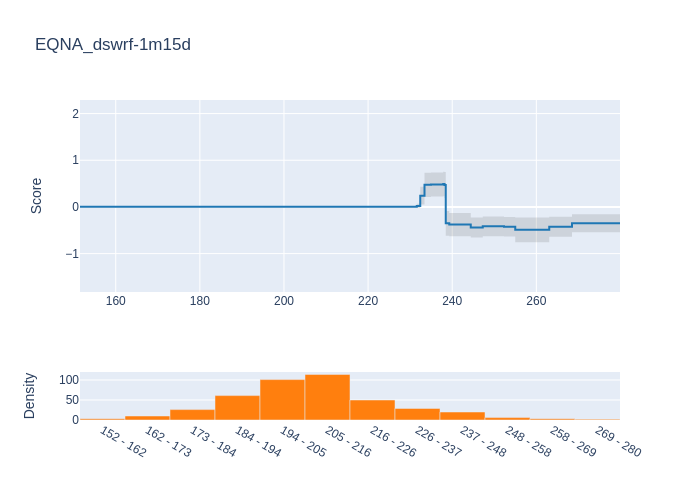 EQNA_dswrf-1m15d
Score
2
1
0
−1
160
180
200
220
240
260
Density
100
50
0
152 - 162
162 - 173
173 - 184
184 - 194
194 - 205
205 - 216
216 - 226
226 - 237
237 - 248
248 - 258
258 - 269
269 - 280